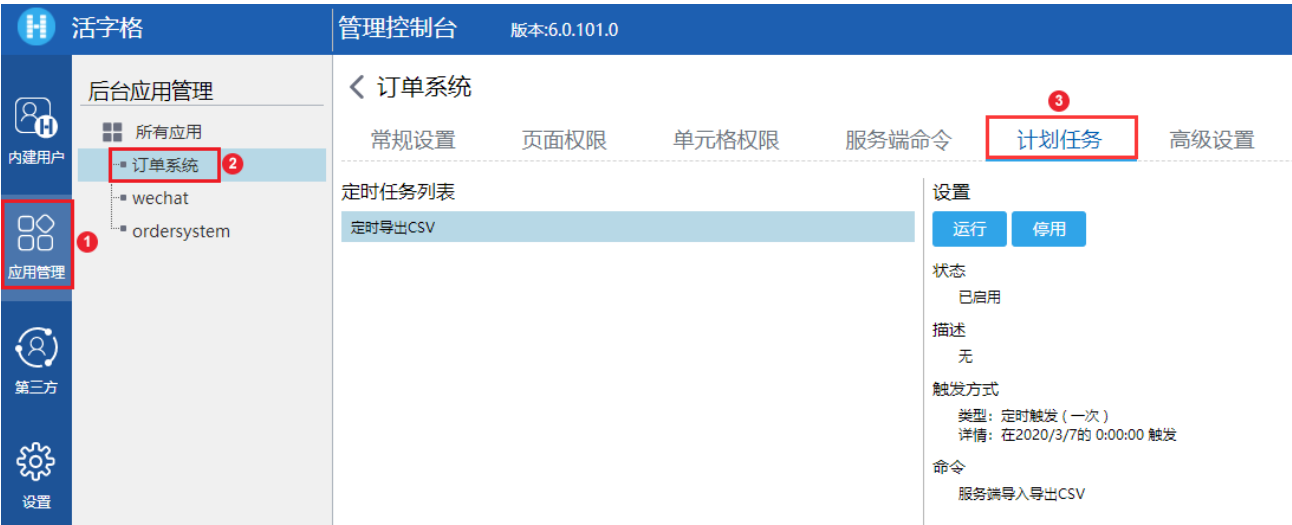 活字格
管理控制台 版本:6.0.101.0
内建用户
应用管理
第三方
设置
后台应用管理
所有应用
订单系统
wechat
ordersystem
1
2
订单系统
3
常规设置 页面权限 单元格权限 服务端命令 计划任务 高级设置
定时任务列表
定时导出CSV
设置
运行 停用
状态
已启用
描述
无
触发方式
类型：定时触发 ( 一次 )
详情：在2020/3/7的 0:00:00 触发
命令
服务端导入导出CSV